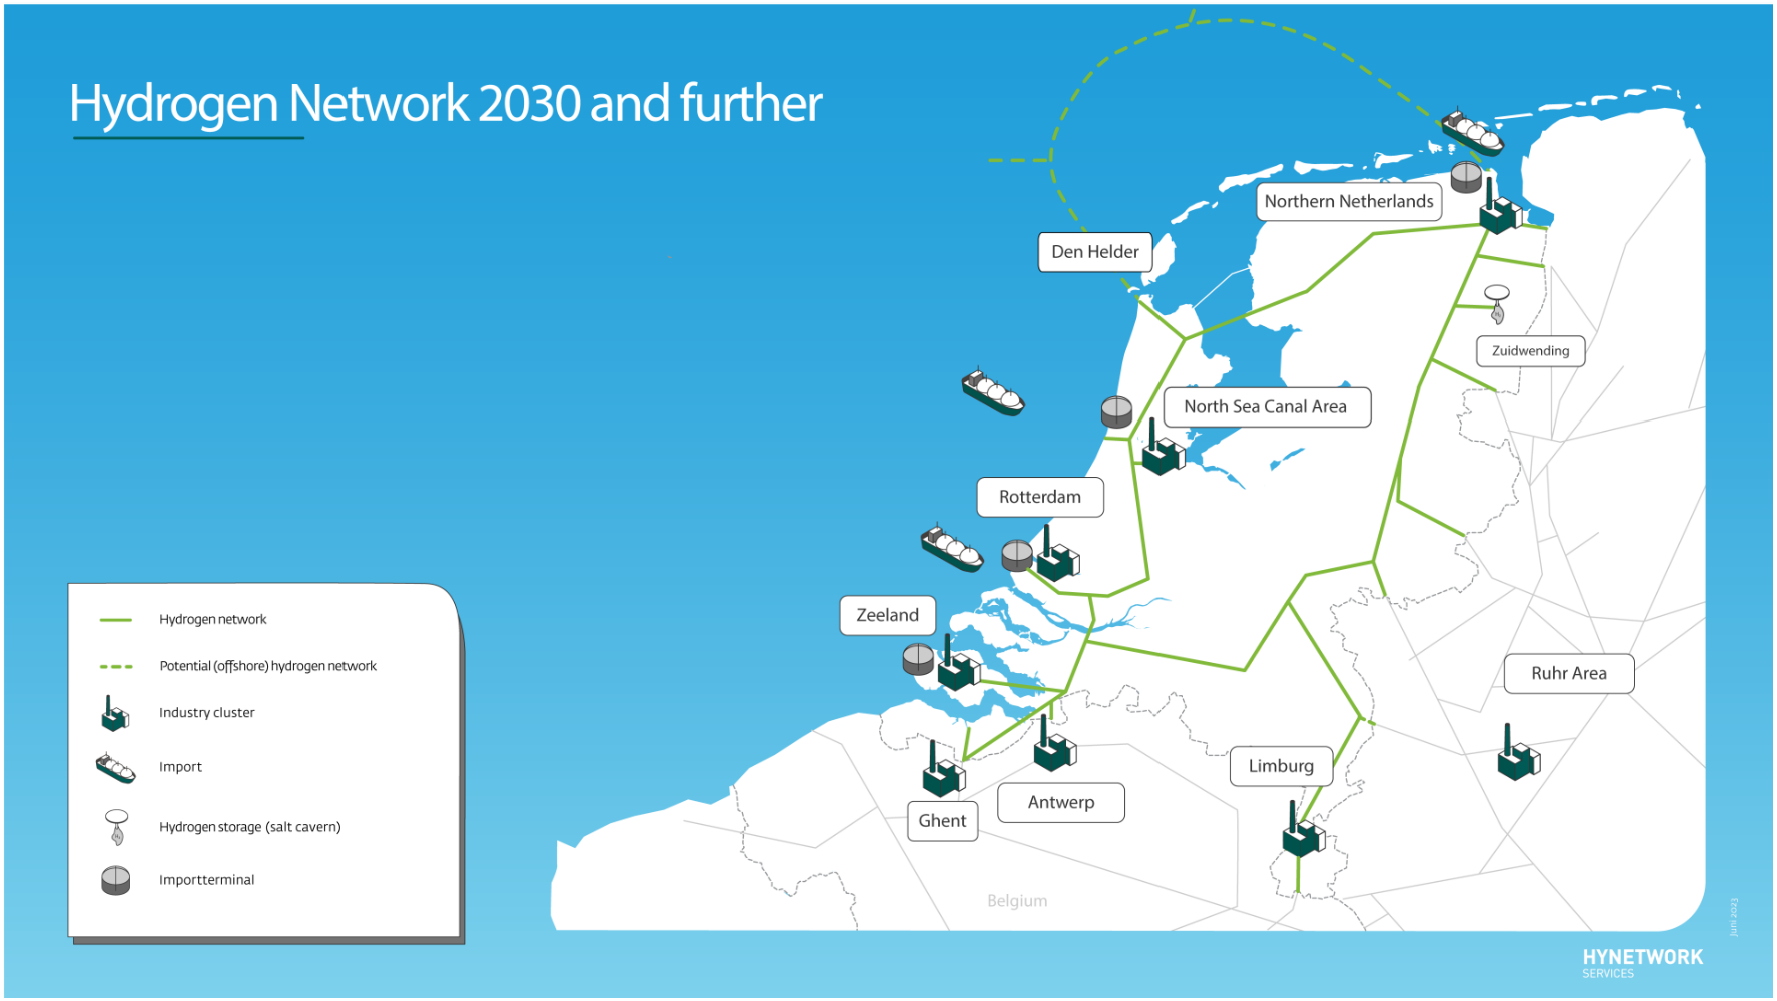 Hydrogen Network 2030 and further
Northern Netherlands
Den Helder
Zuidwending
North Sea Canal Area
Rotterdam
Zeeland
Ruhr Area
Limburg
Antwerp
Ghent
Belgium
Hydrogen network
Potential (offshore) hydrogen network
Industry cluster
Import
Hydrogen storage (salt cavern)
Importterminal
Juni 2023
HYNETWORK
SERVICES